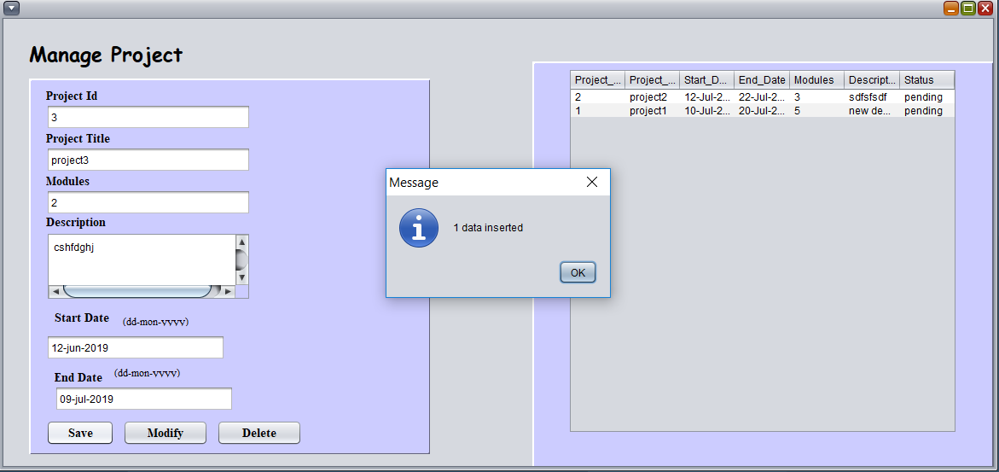 Manage Project
Project Id
3
Project Title
project3
Modules
2
Description
cshfdghj
Start Date (dd-mon-yyyy)
12-jun-2019
End Date (dd-mon-yyyy)
09-jul-2019
Save Modify Delete
Message
1 data inserted
OK
Project_... Project_... Start_D... End_Date Modules Descript... Status
2 project2 12-Jul-2... 22-Jul-2... 3 sdfsfsdf pending
1 project1 10-Jul-2... 20-Jul-2... 5 new de... pending